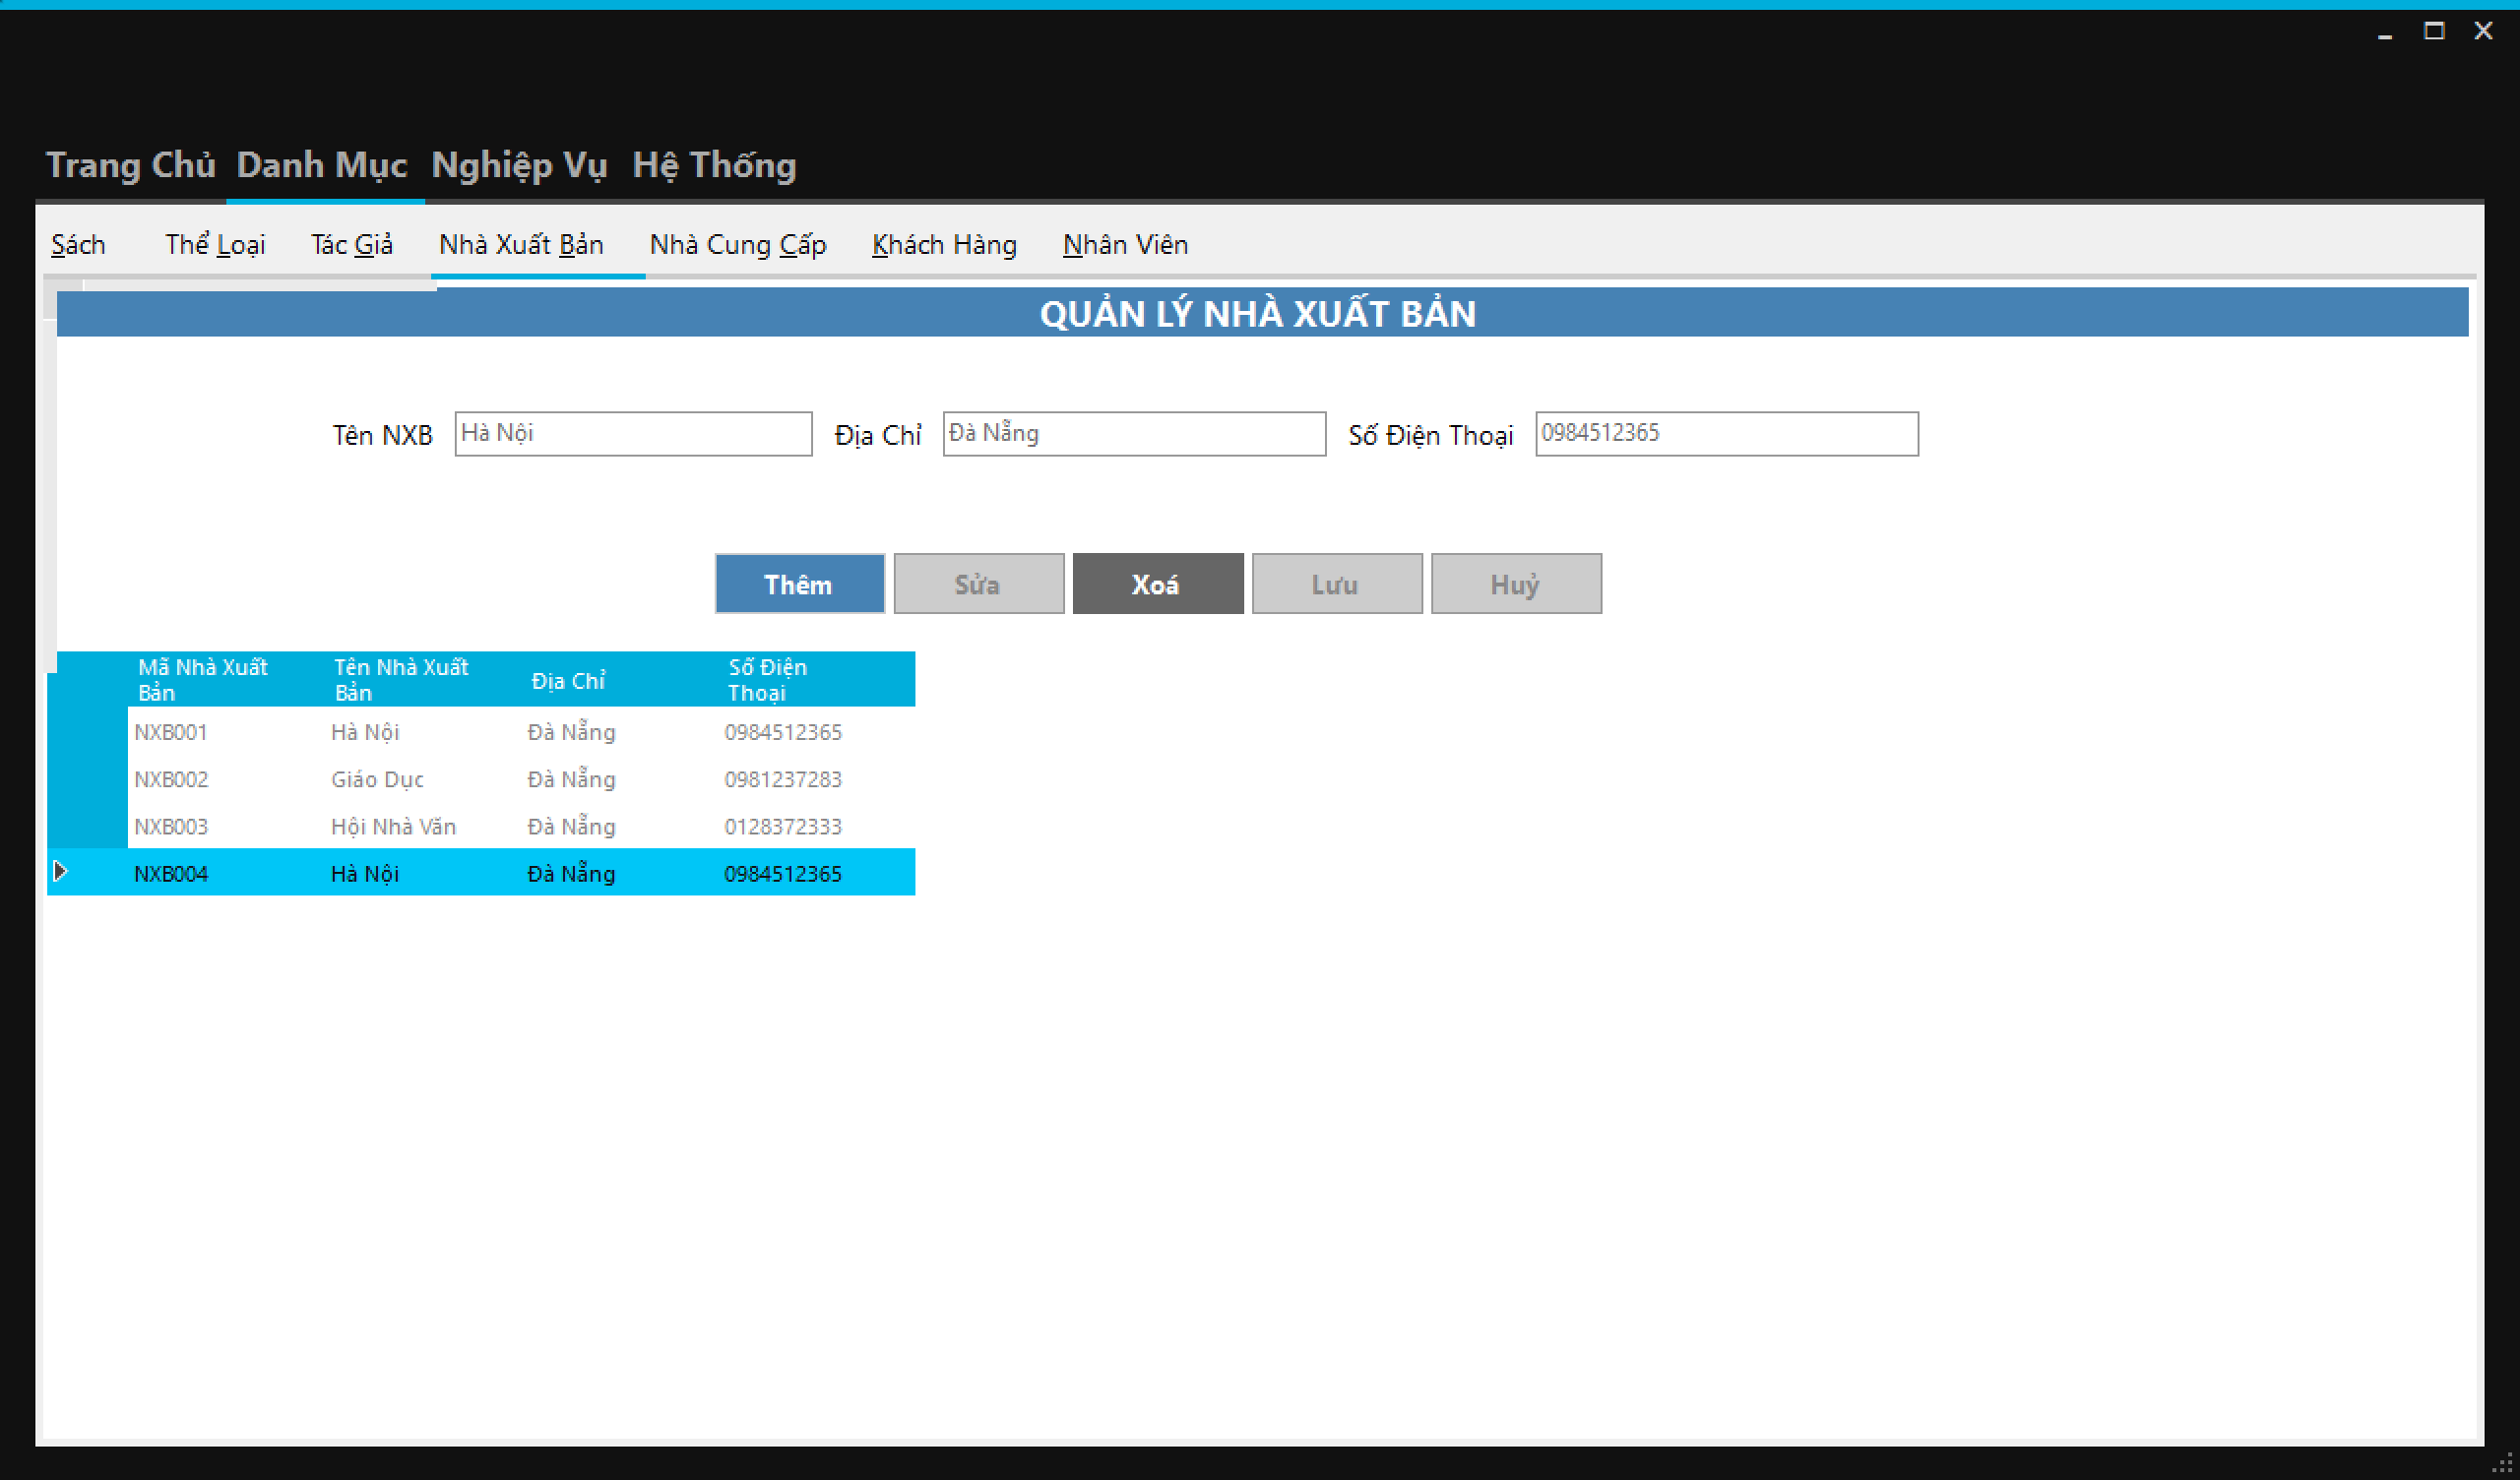 Trang Chủ Danh Mục Nghiệp Vụ Hệ Thống
Sách Thể Loại Tác Giả Nhà Xuất Bản Nhà Cung Cấp Khách Hàng Nhân Viên
QUẢN LÝ NHÀ XUẤT BẢN
Tên NXB Hà Nội Địa Chỉ Đà Nẵng Số Điện Thoại 0984512365
Thêm Sửa Xoá Lưu Huỷ
Mã Nhà Xuất Bản Tên Nhà Xuất Bản Địa Chỉ Số Điện Thoại
NXB001 Hà Nội Đà Nẵng 0984512365
NXB002 Giáo Dục Đà Nẵng 0981237283
NXB003 Hội Nhà Văn Đà Nẵng 0128372333
NXB004 Hà Nội Đà Nẵng 0984512365